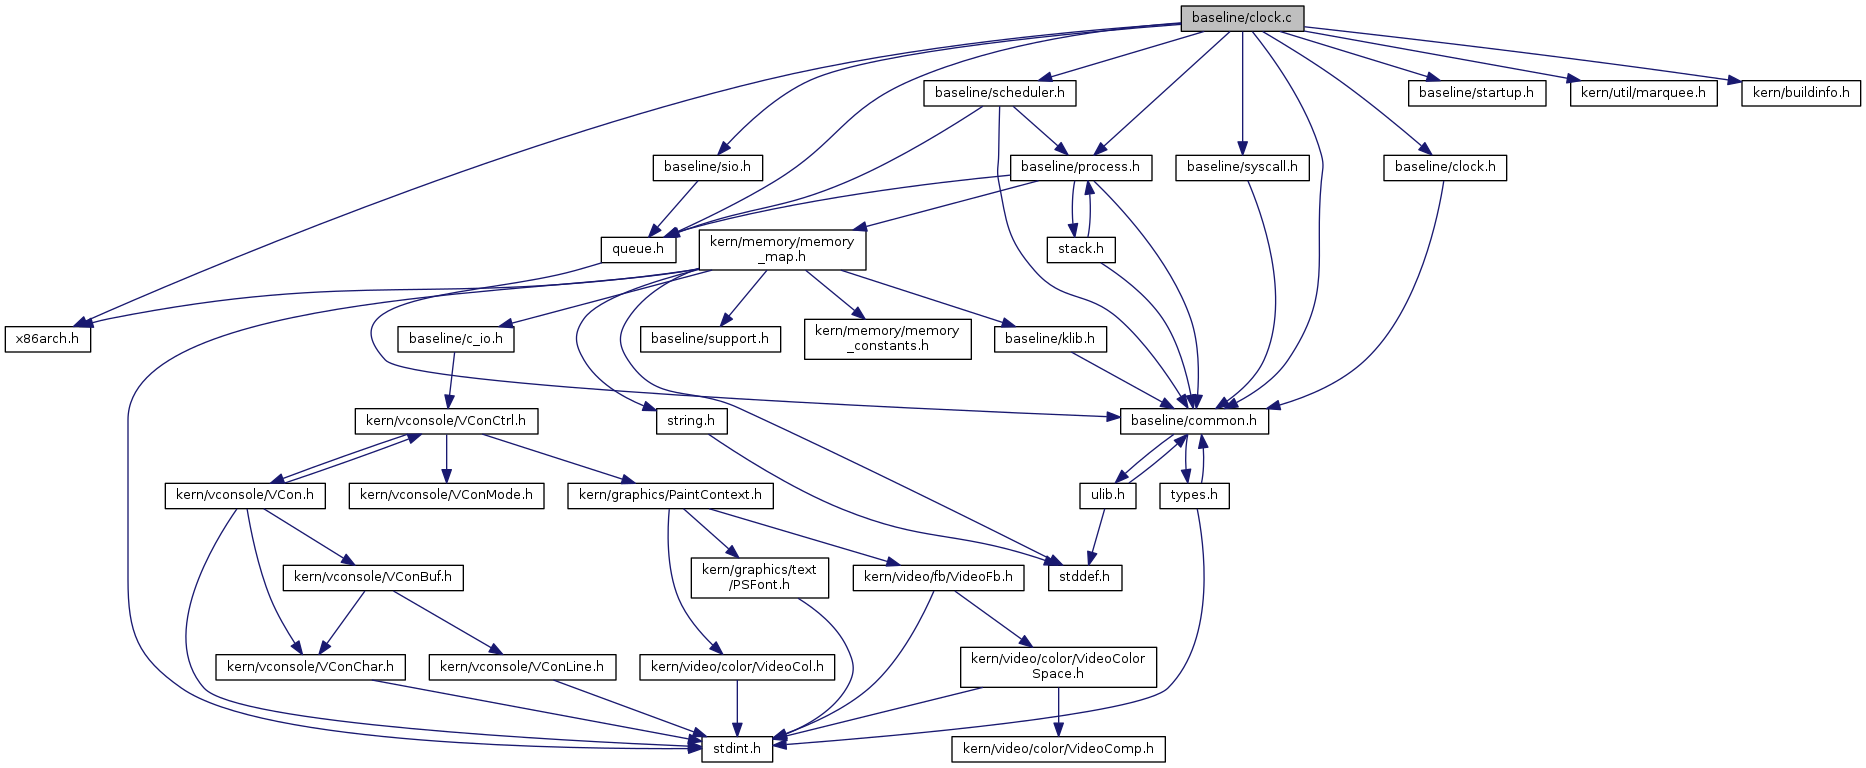 baseline/clock.c
baseline/scheduler.h
baseline/startup.h
kern/util/marquee.h
kern/buildinfo.h
baseline/sio.h
baseline/process.h
baseline/syscall.h
baseline/clock.h
queue.h
kern/memory/memory
_map.h
stack.h
x86arch.h
baseline/c_io.h
baseline/support.h
kern/memory/memory
_constants.h
baseline/klib.h
kern/vconsole/VConCtrl.h
string.h
baseline/common.h
kern/vconsole/VCon.h
kern/vconsole/VConMode.h
kern/graphics/PaintContext.h
ulib.h
types.h
kern/vconsole/VConBuf.h
kern/graphics/text
/PSFont.h
kern/video/fb/VideoFb.h
stddef.h
kern/vconsole/VConChar.h
kern/vconsole/VConLine.h
kern/video/color/VideoCol.h
kern/video/color/VideoColor
Space.h
stdint.h
kern/video/color/VideoComp.h